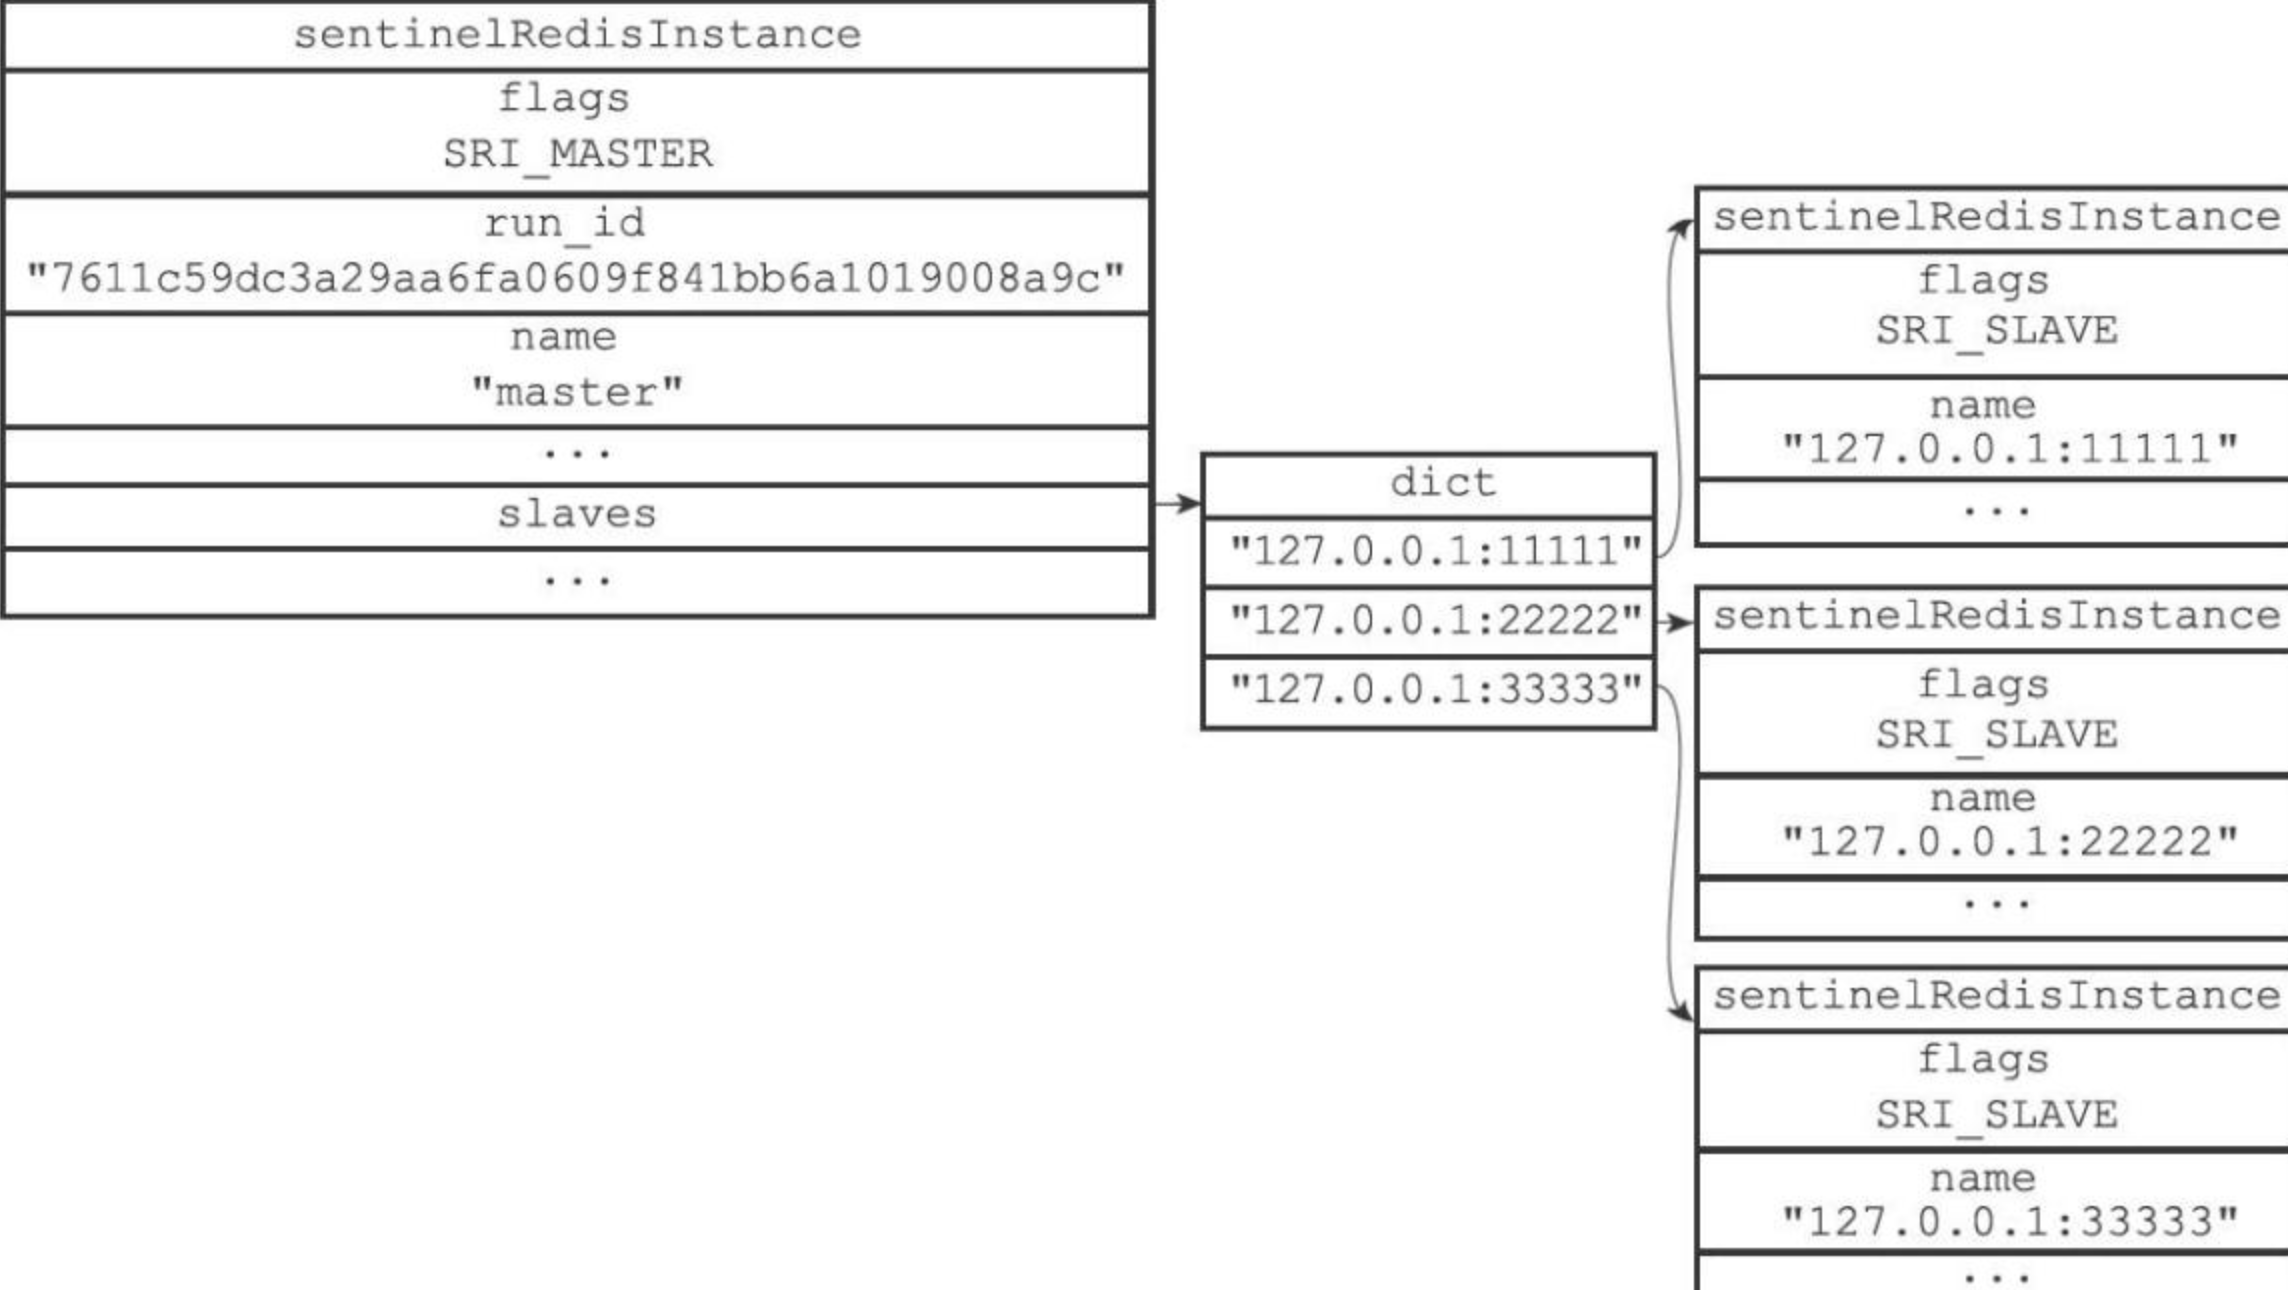 sentinelRedisInstance
flags
SRI_MASTER
run_id
"7611c59dc3a29aa6fa0609f841bb6a1019008a9c"
name
"master"
...
slaves
...
dict
"127.0.0.1:11111"
"127.0.0.1:22222"
"127.0.0.1:33333"
sentinelRedisInstance
flags
SRI_SLAVE
name
"127.0.0.1:11111"
...
sentinelRedisInstance
flags
SRI_SLAVE
name
"127.0.0.1:22222"
...
sentinelRedisInstance
flags
SRI_SLAVE
name
"127.0.0.1:33333"
...